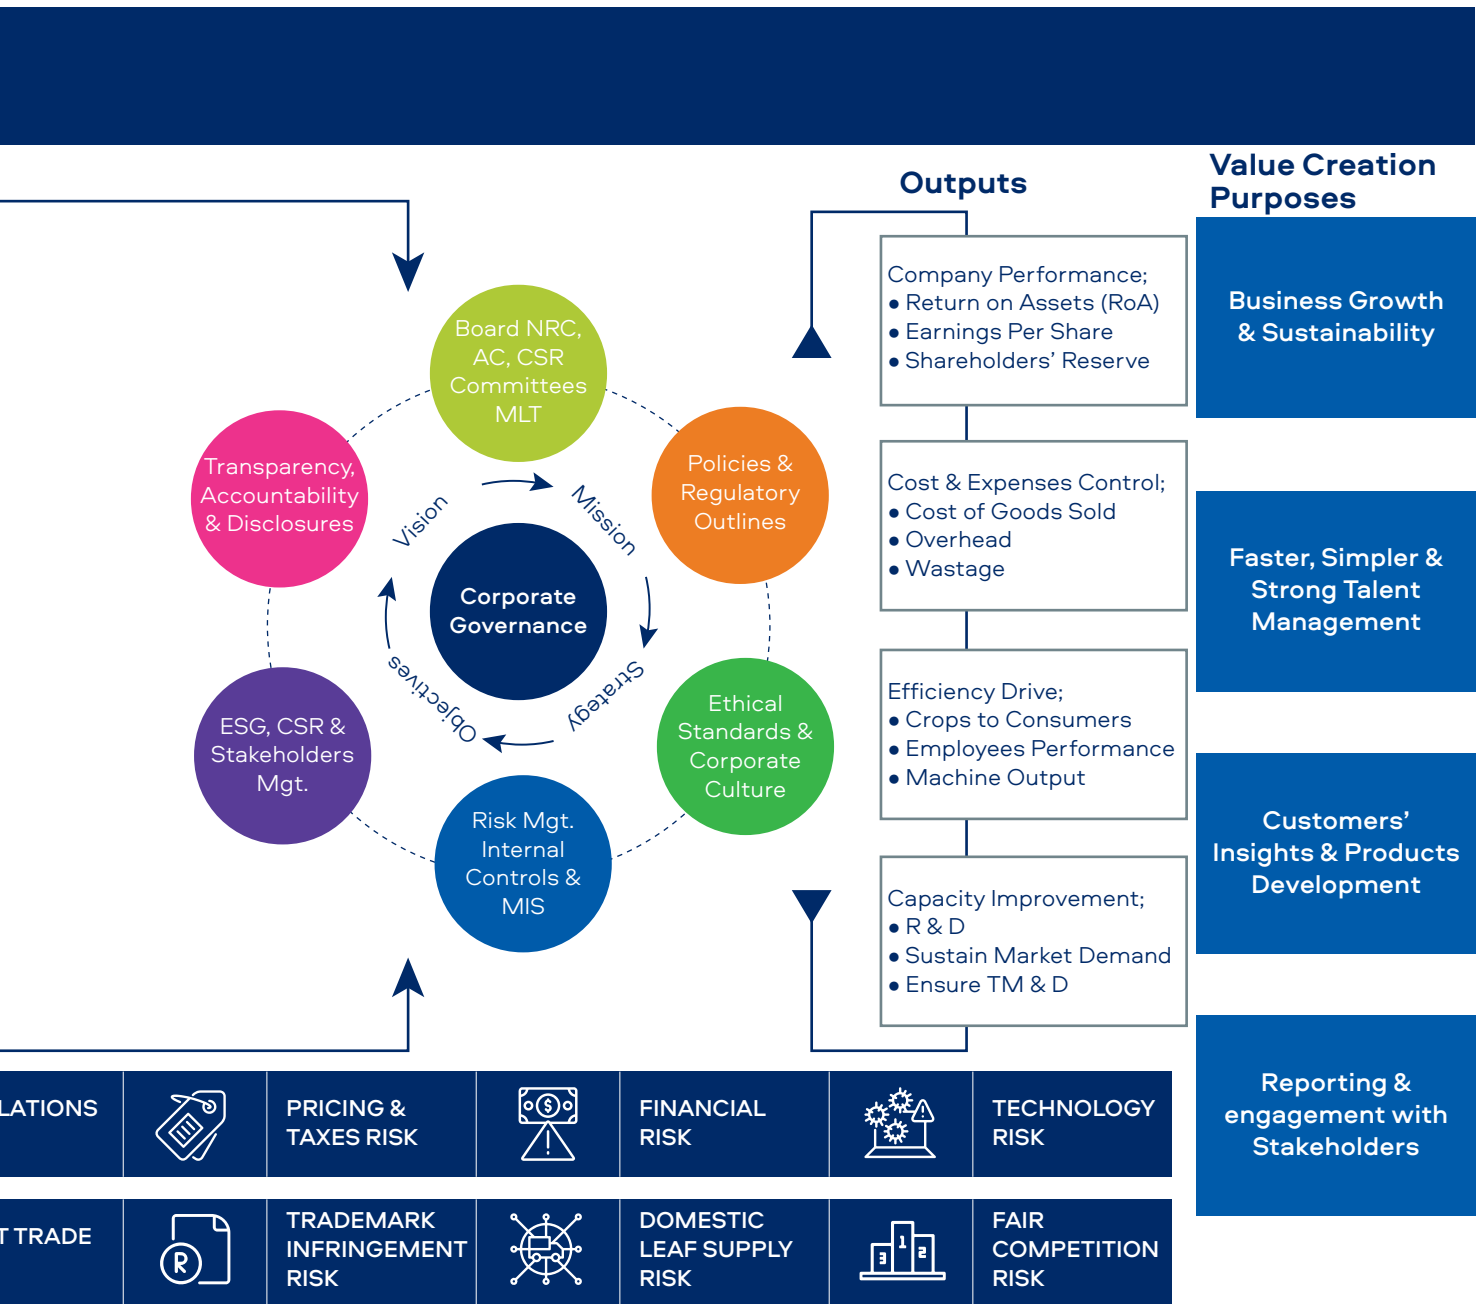 Outputs
Value Creation
Purposes
Board NRC,
AC, CSR
Committees
MLT
Transparency,
Accountability
& Disclosures
Policies &
Regulatory
Outlines
Vision
Mission
Strategy
Objectives
Corporate
Governance
ESG, CSR &
Stakeholders
Mgt.
Ethical
Standards &
Corporate
Culture
Risk Mgt.
Internal
Controls &
MIS
Company Performance;
● Return on Assets (RoA)
● Earnings Per Share
● Shareholders’ Reserve
Cost & Expenses Control;
● Cost of Goods Sold
● Overhead
● Wastage
Efficiency Drive;
● Crops to Consumers
● Employees Performance
● Machine Output
Capacity Improvement;
● R & D
● Sustain Market Demand
● Ensure TM & D
Business Growth
& Sustainability
Faster, Simpler &
Strong Talent
Management
Customers’
Insights & Products
Development
Reporting &
engagement with
Stakeholders
LATIONS
PRICING &
TAXES RISK
$
!
FINANCIAL
RISK
!
TECHNOLOGY
RISK
T TRADE
R
TRADEMARK
INFRINGEMENT
RISK
DOMESTIC
LEAF SUPPLY
RISK
3 1 2
FAIR
COMPETITION
RISK